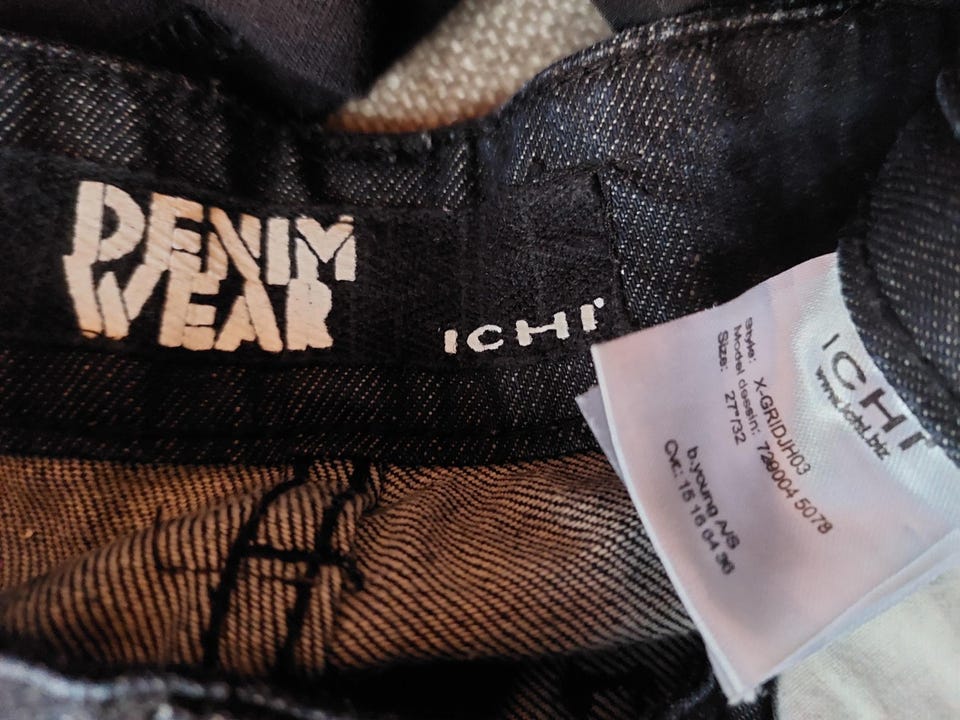 DENIM
WEAR
ICHI
ICHI
www.ichi.biz
Style: X-GRIDJH03
Model dessin: 729004 5078
Size: 27"/32
b.young A/S
Cvr.: 15 16 04 36